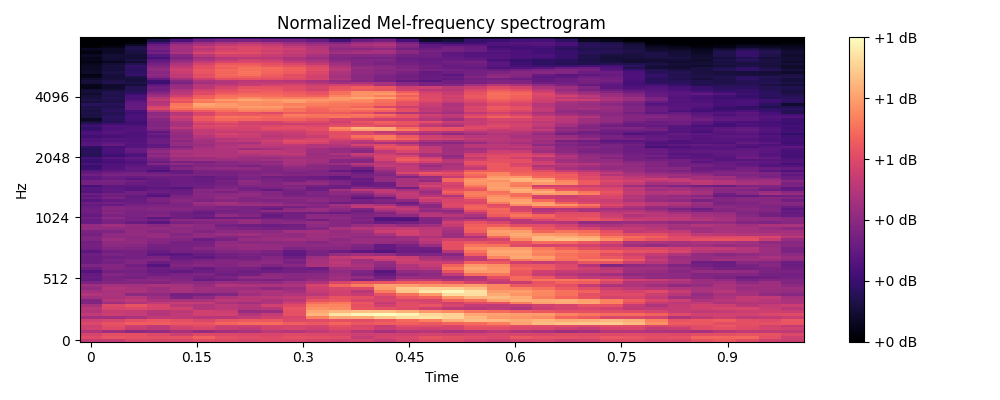 Normalized Mel-frequency spectrogram
Hz
4096
2048
1024
512
0
0 0.15 0.3 0.45 0.6 0.75 0.9
Time
+1 dB
+1 dB
+1 dB
+0 dB
+0 dB
+0 dB